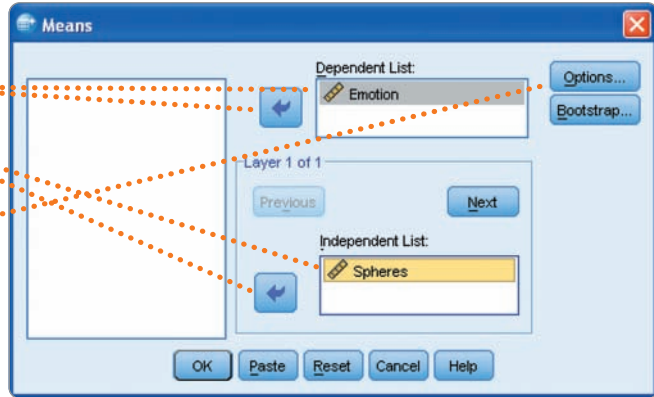 Means
Dependent List:
Emotion
Options...
Bootstrap...
Layer 1 of 1
Previous
Next
Independent List:
Spheres
OK
Paste
Reset
Cancel
Help